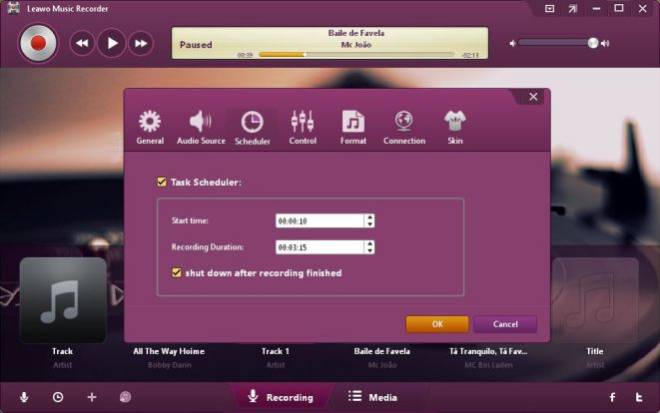 Leawo Music Recorder
Baile de Favela
Paused
Mc João
00:39
-02:13
General Audio Source Scheduler Control Format Connection Skin
Task Scheduler:
Start time: 00:00:10
Recording Duration: 00:03:15
shut down after recording finished
OK Cancel
Track All The Way Hoime Track 1 Baile de Favela Tá Tranquilo, Tá Fav... Title
Artist Bobby Darin Artist Mc João MC Bin Laden Artist
Recording Media